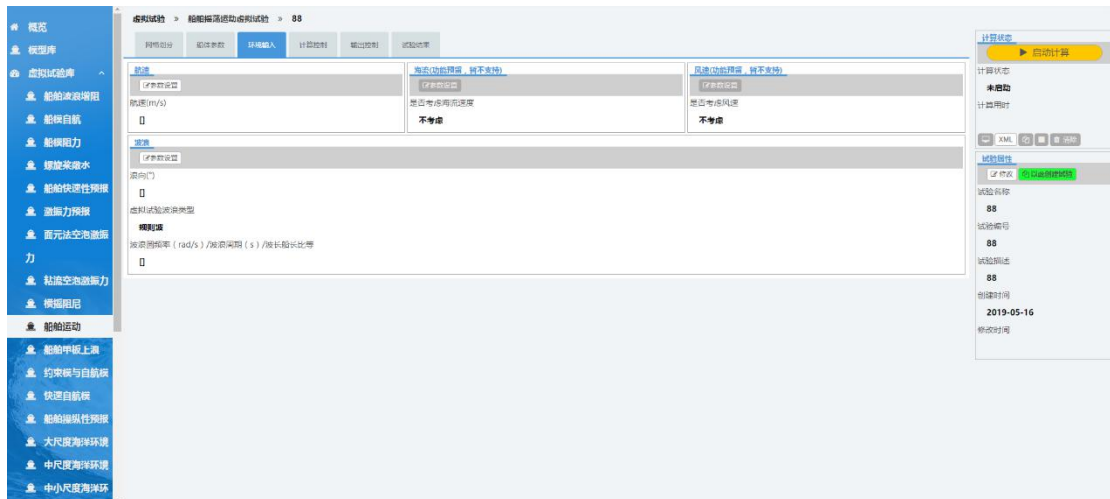 概览
模型库
虚拟试验库
船舶波浪增阻
船模自航
船模阻力
螺旋桨敞水
船舶快速性预报
激振力预报
面元法空泡激振
力
粘流空泡激振力
横摇阻尼
船舶运动
船舶甲板上浪
约束模与自航模
快速自航模
船舶操纵性预报
大尺度海洋环境
中尺度海洋环境
中小尺度海洋环
虚拟试验 » 船舶摇荡运动虚拟试验 » 88
网格划分 船体参数 环境输入 计算控制 输出控制 试验结果
航速
参数设置
航速(m/s)
[]
海流(功能预留，暂不支持)
参数设置
是否考虑海流速度
不考虑
风速(功能预留，暂不支持)
参数设置
是否考虑风速
不考虑
波浪
参数设置
浪向(°)
[]
虚拟试验波浪类型
规则波
波浪圆频率（rad/s）/波浪周期（s）/波长船长比等
[]
计算状态
启动计算
计算状态
未启动
计算用时
XML 清除
试验属性
修改 以此创建试验
试验名称
88
试验编号
88
试验描述
88
创建时间
2019-05-16
修改时间